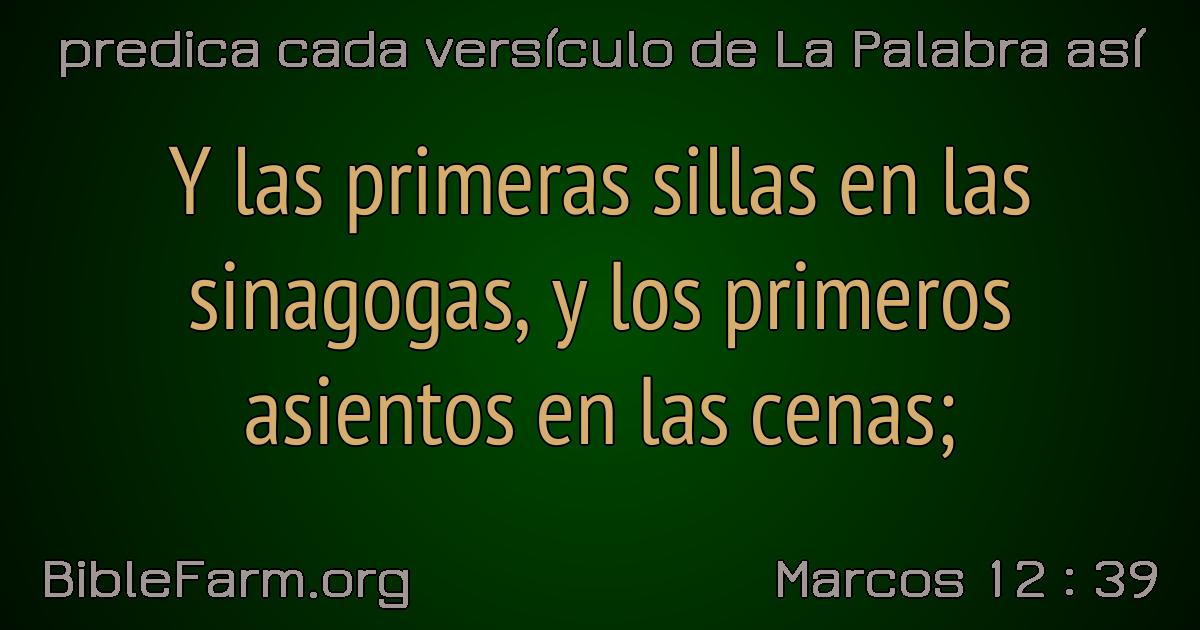 predica cada versículo de La Palabra así
Y las primeras sillas en las
sinagogas, y los primeros
asientos en las cenas;
BibleFarm.org
Marcos 12 : 39